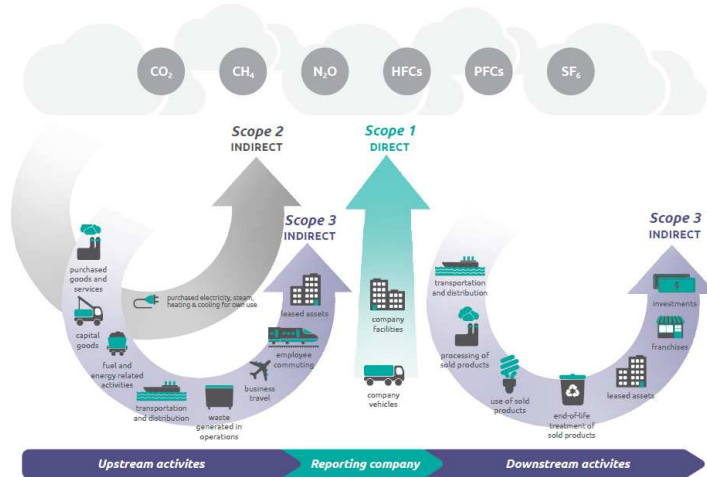 CO₂
CH₄
N₂O
HFCs
PFCs
SF₆
Scope 2
INDIRECT
Scope 1
DIRECT
Scope 3
INDIRECT
Scope 3
INDIRECT
purchased
goods and
services
capital
goods
fuel and
energy related
activities
transportation
and distribution
waste
generated in
operations
business
travel
employee
commuting
leased assets
purchased electricity, steam,
heating & cooling for own use
company
facilities
company
vehicles
transportation
and distribution
processing of
sold products
use of sold
products
end-of-life
treatment of
sold products
leased assets
franchises
investments
$
Upstream activites
Reporting company
Downstream activites